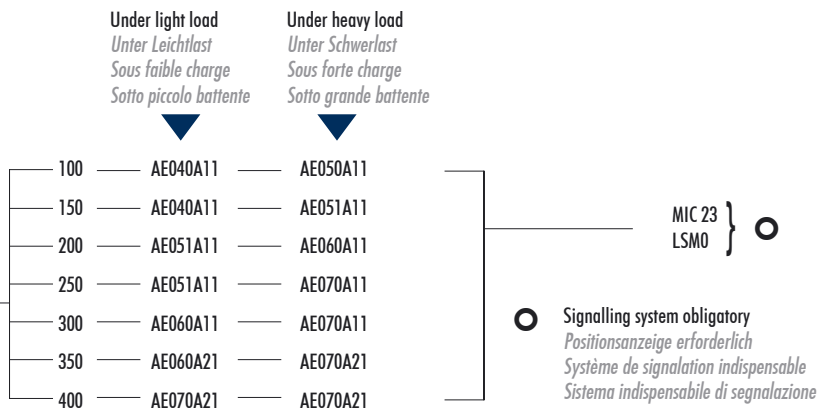 Under light load
Unter Leichtlast
Sous faible charge
Sotto piccolo battente
Under heavy load
Unter Schwerlast
Sous forte charge
Sotto grande battente
100 AE040A11 AE050A11
150 AE040A11 AE051A11
200 AE051A11 AE060A11
250 AE051A11 AE070A11
300 AE060A11 AE070A11
350 AE060A21 AE070A21
400 AE070A21 AE070A21
MIC 23
LSM0
Signalling system obligatory
Positionsanzeige erforderlich
Système de signalation indispensable
Sistema indispensabile di segnalazione